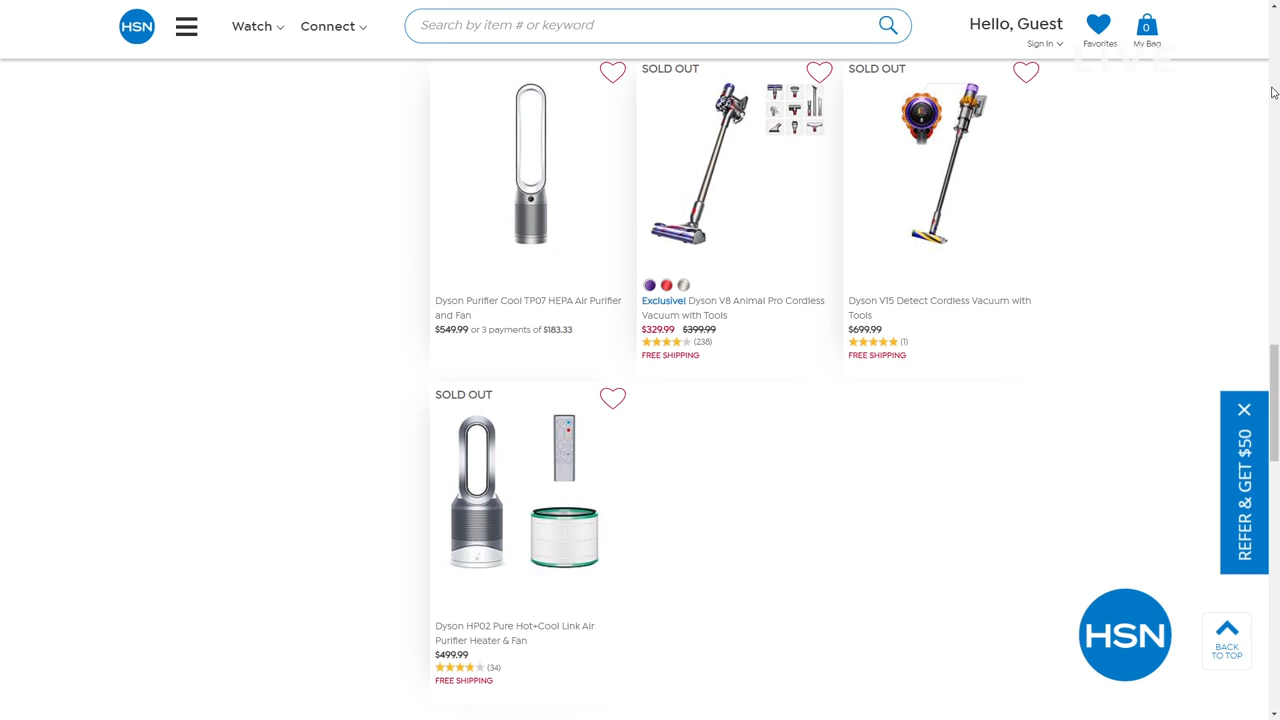 HSN
Watch
Connect
Search by item # or keyword
Hello, Guest
Sign In
Favorites
0
My Bag
LIVE
SOLD OUT
SOLD OUT
Dyson Purifier Cool TP07 HEPA Air Purifier
and Fan
$549.99 or 3 payments of $183.33
Exclusive! Dyson V8 Animal Pro Cordless
Vacuum with Tools
$329.99 $399.99
(238)
FREE SHIPPING
Dyson V15 Detect Cordless Vacuum with
Tools
$699.99
(1)
FREE SHIPPING
SOLD OUT
Dyson HP02 Pure Hot+Cool Link Air
Purifier Heater & Fan
$499.99
(34)
FREE SHIPPING
REFER & GET $50
HSN
BACK
TO TOP